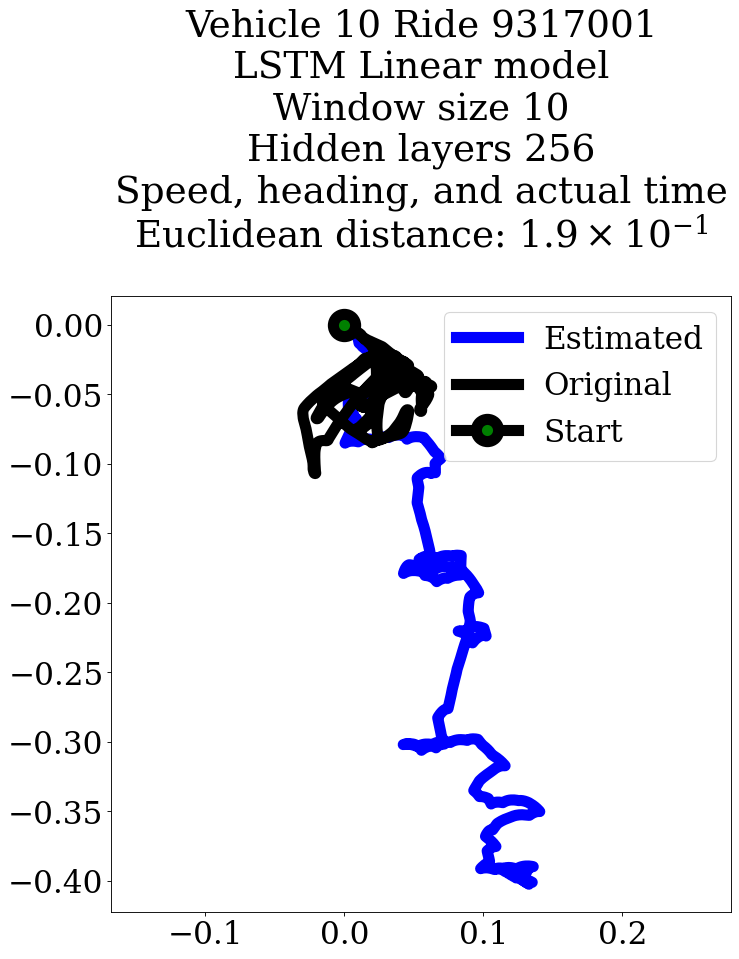 Vehicle 10 Ride 9317001
LSTM Linear model
Window size 10
Hidden layers 256
Speed, heading, and actual time
Euclidean distance: 1.9 × 10⁻¹
Estimated
Original
Start
0.00
−0.05
−0.10
−0.15
−0.20
−0.25
−0.30
−0.35
−0.40
−0.1 0.0 0.1 0.2